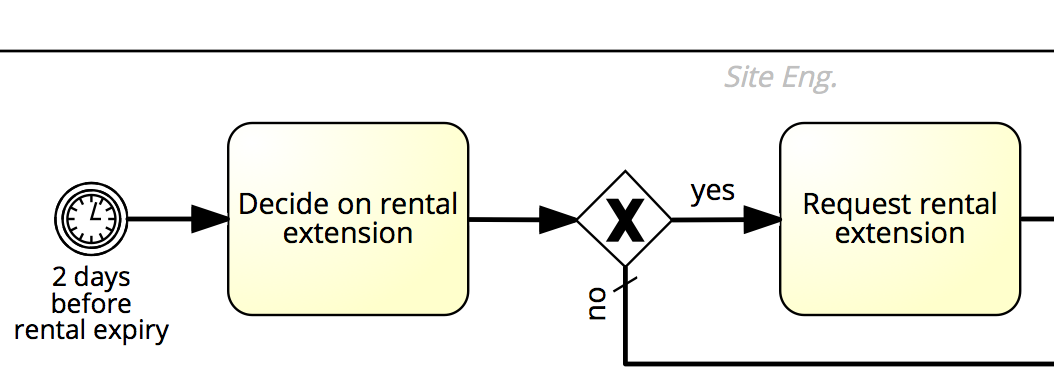 Site Eng.
Decide on rental
extension
yes
Request rental
extension
2 days
before
rental expiry
no